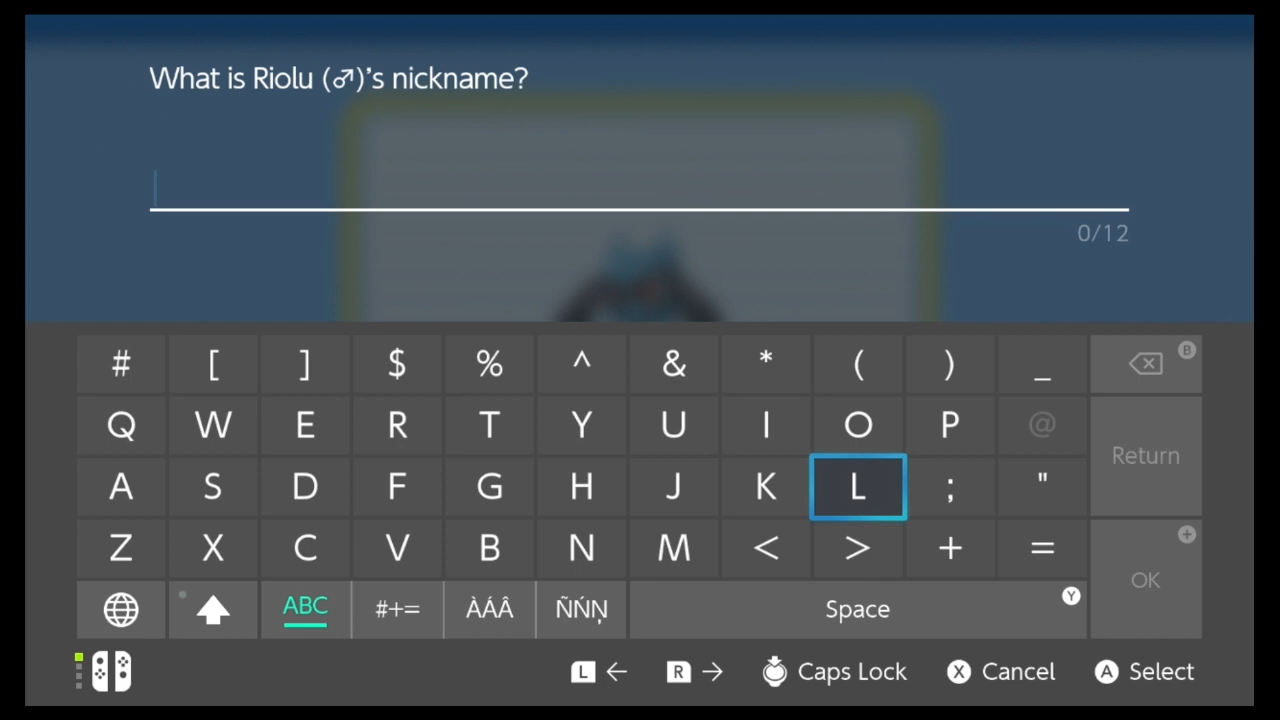 What is Riolu (♂)'s nickname?
0/12
# [ ] $ % ^ & * ( ) _ B
Q W E R T Y U I O P @ Return
A S D F G H J K L ; "
Z X C V B N M < > + = + OK
ABC #+= ÀÁÂ ÑŃŅ Space Y
L ← R → Caps Lock X Cancel A Select